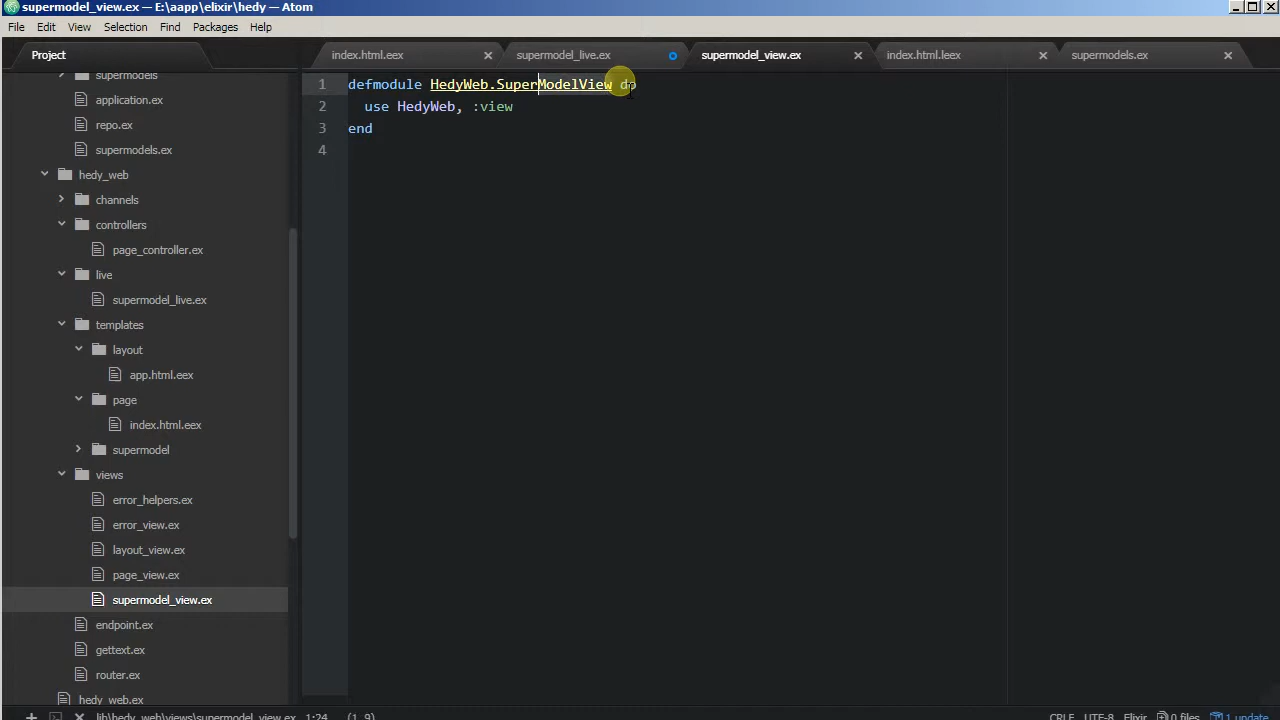 supermodel_view.ex — E:\aapp\elixir\hedy — Atom
File Edit View Selection Find Packages Help
Project
index.html.eex
supermodel_live.ex
supermodel_view.ex
index.html.leex
supermodels.ex
supermodels
application.ex
repo.ex
supermodels.ex
hedy_web
channels
controllers
page_controller.ex
live
supermodel_live.ex
templates
layout
app.html.eex
page
index.html.eex
supermodel
views
error_helpers.ex
error_view.ex
layout_view.ex
page_view.ex
supermodel_view.ex
endpoint.ex
gettext.ex
router.ex
hedy_web.ex
1 defmodule HedyWeb.SuperModelView do
2 use HedyWeb, :view
3 end
4
lib\hedy_web\views\supermodel_view.ex 1:24 (1, 9) CRLF UTF-8 Elixir 0 files 1 update